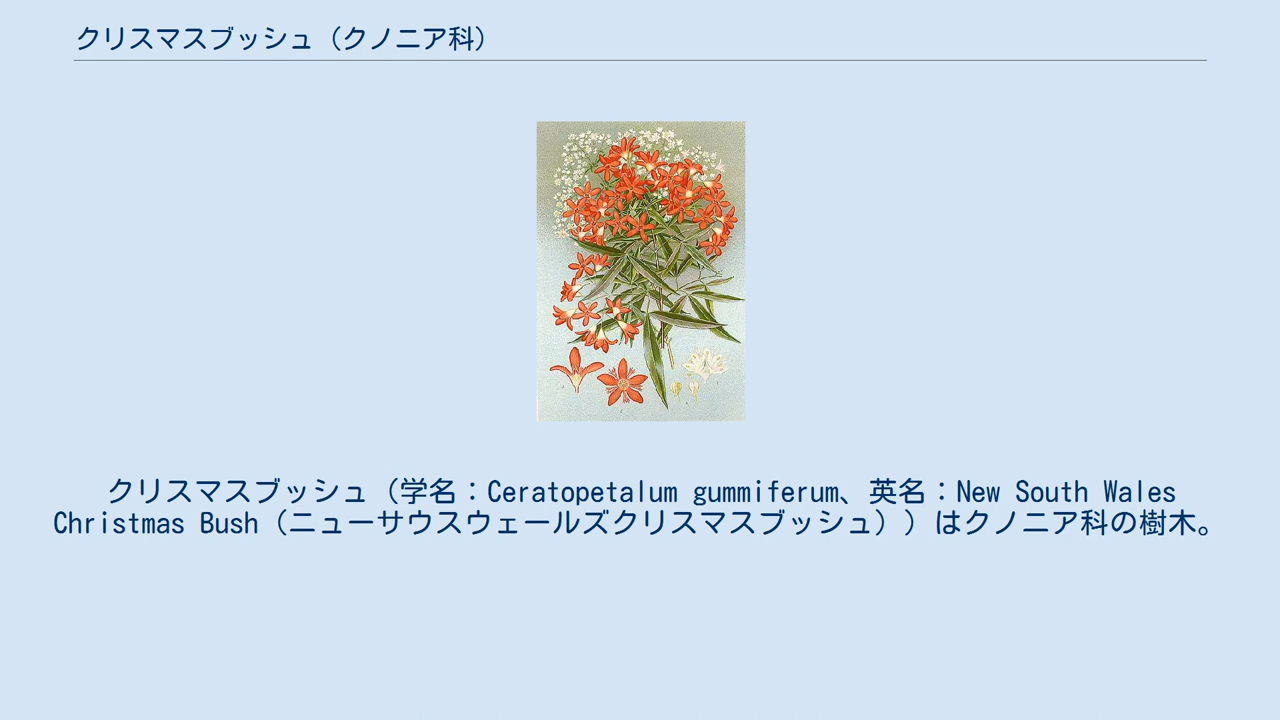 クリスマスブッシュ（クノニア科）
クリスマスブッシュ（学名：Ceratopetalum gummiferum、英名：New South Wales
Christmas Bush（ニューサウスウェールズクリスマスブッシュ））はクノニア科の樹木。